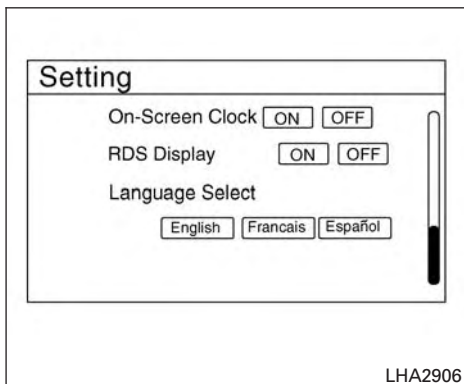 Setting
On-Screen Clock ON OFF
RDS Display ON OFF
Language Select
English Francais Español
LHA2906